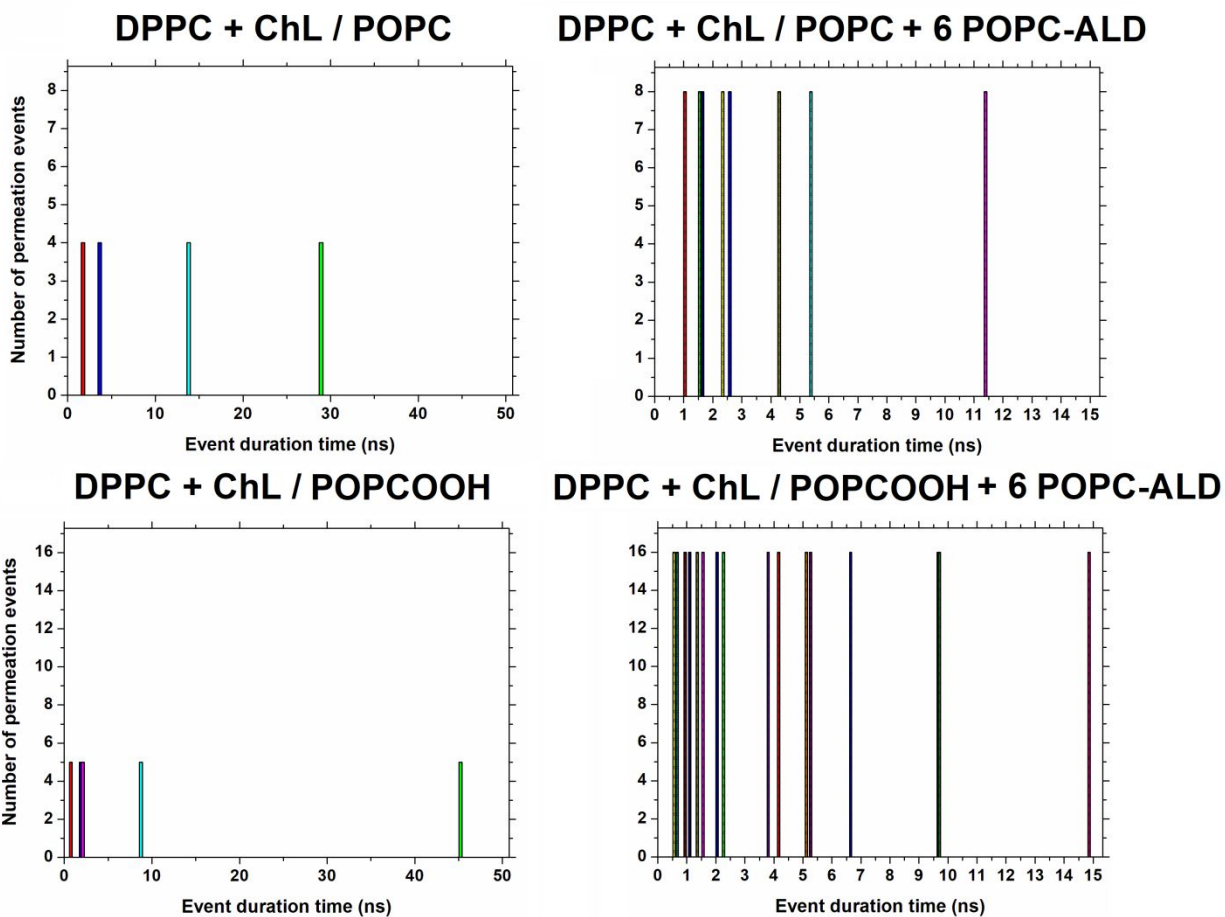 DPPC + ChL / POPC
Number of permeation events
8
7
6
5
4
3
2
1
0
0 10 20 30 40 50
Event duration time (ns)
DPPC + ChL / POPC + 6 POPC-ALD
8
7
6
5
4
3
2
1
0
0 1 2 3 4 5 6 7 8 9 10 11 12 13 14 15
Event duration time (ns)
DPPC + ChL / POPCOOH
Number of permeation events
16
14
12
10
8
6
4
2
0
0 10 20 30 40 50
Event duration time (ns)
DPPC + ChL / POPCOOH + 6 POPC-ALD
16
14
12
10
8
6
4
2
0
0 1 2 3 4 5 6 7 8 9 10 11 12 13 14 15
Event duration time (ns)